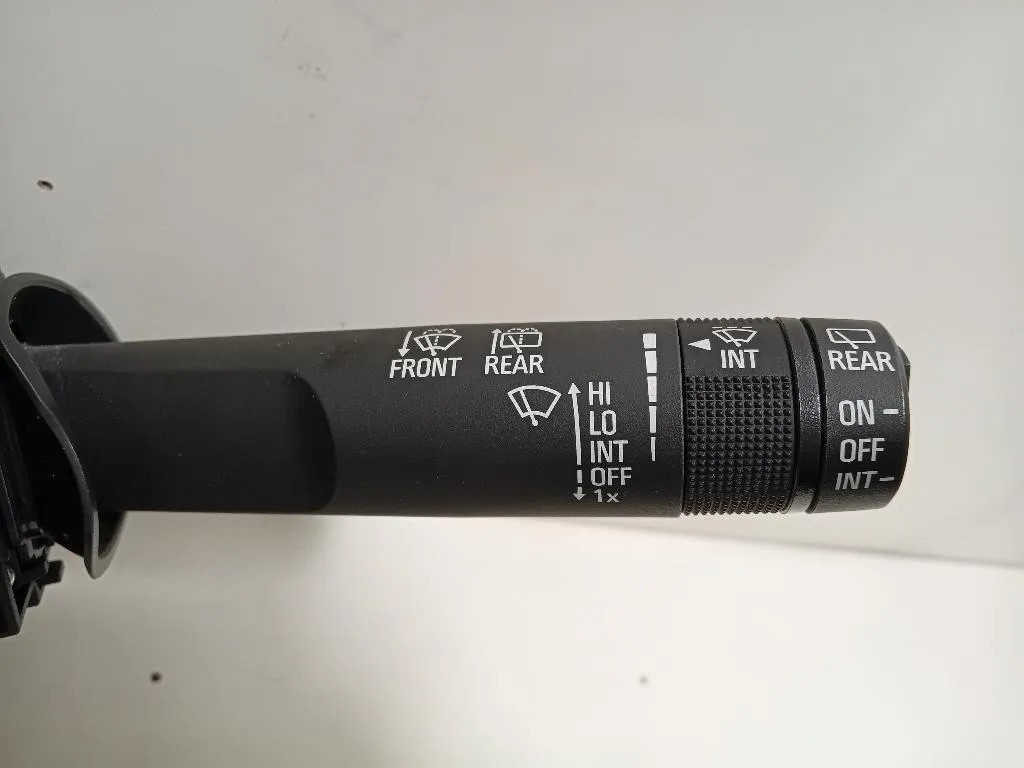 FRONT
REAR
HI
LO
INT
OFF
1x
INT
REAR
ON
OFF
INT